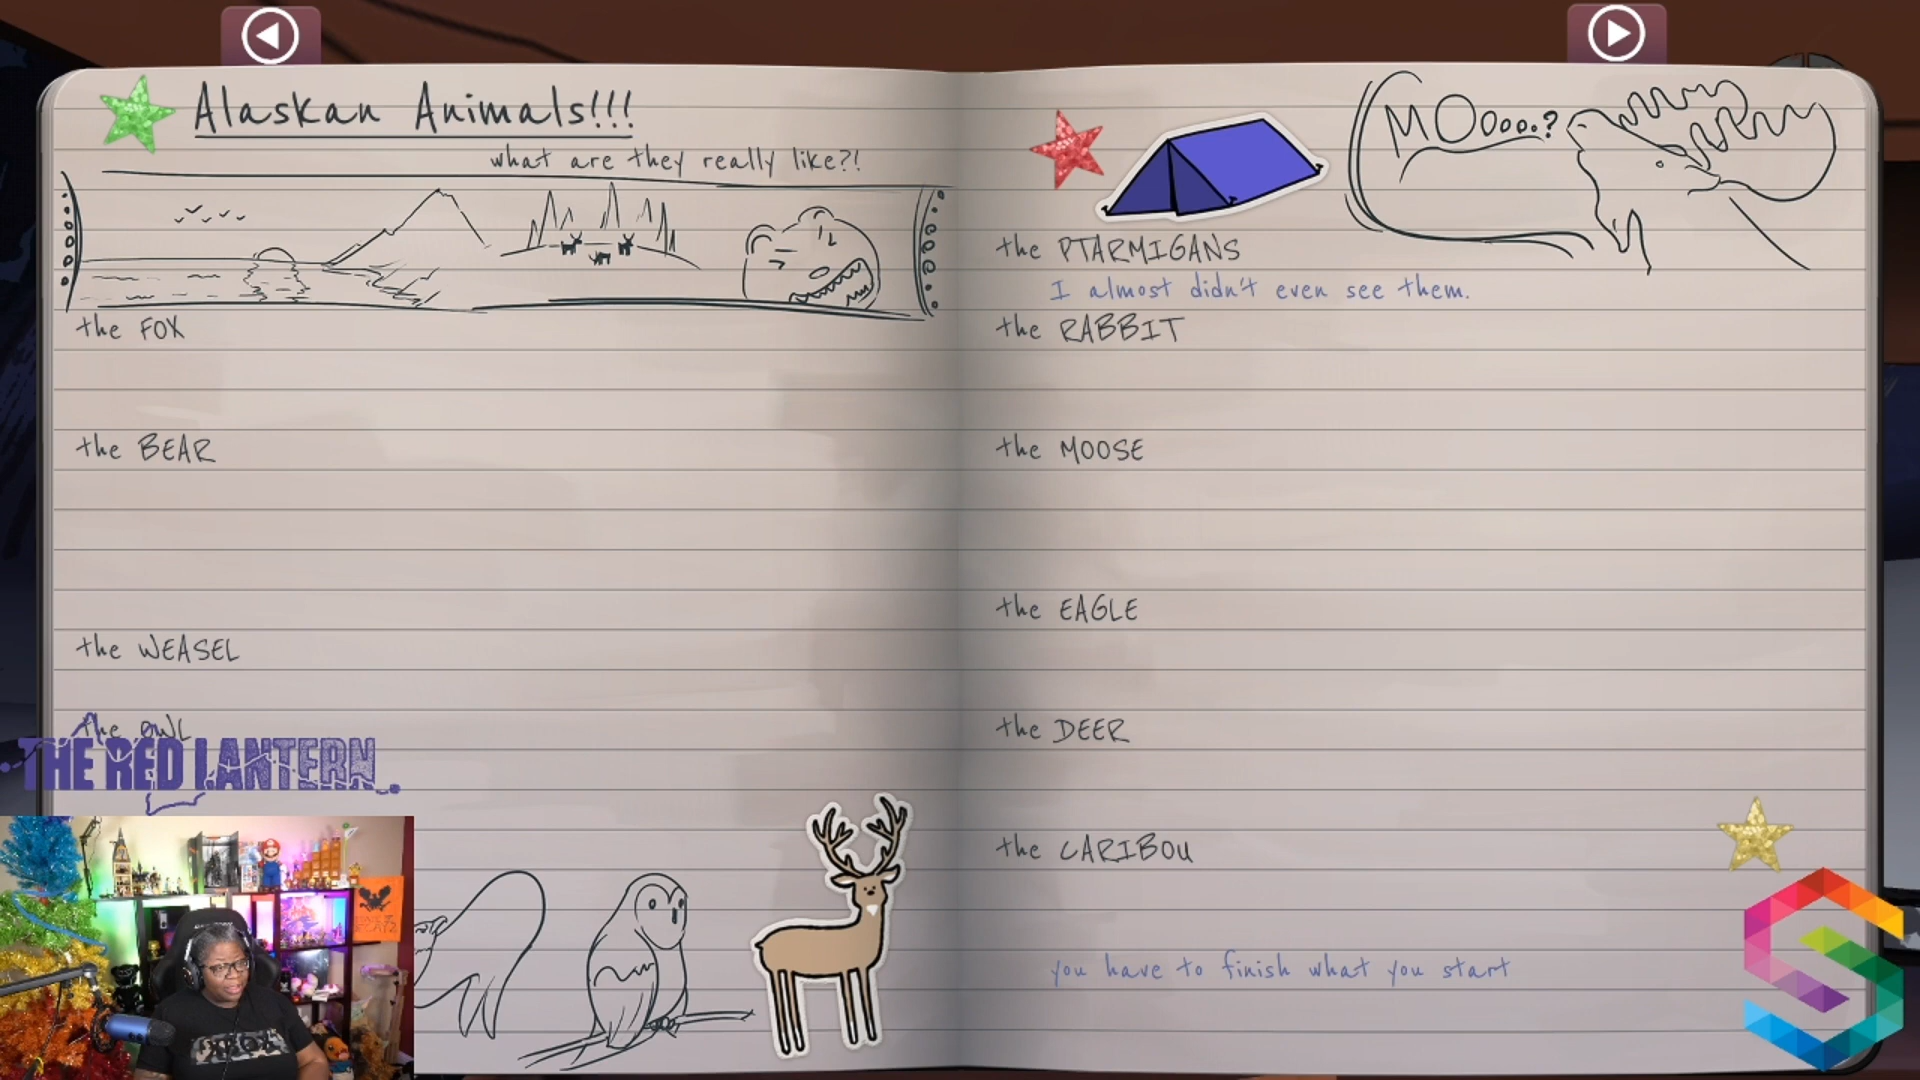 Alaskan Animals!!!
what are they really like?!
the FOX
the BEAR
the WEASEL
the OWL
THE RED LANTERN
MOooo..?
the PTARMIGANS
I almost didn't even see them.
the RABBIT
the MOOSE
the EAGLE
the DEER
the CARIBOU
you have to finish what you start